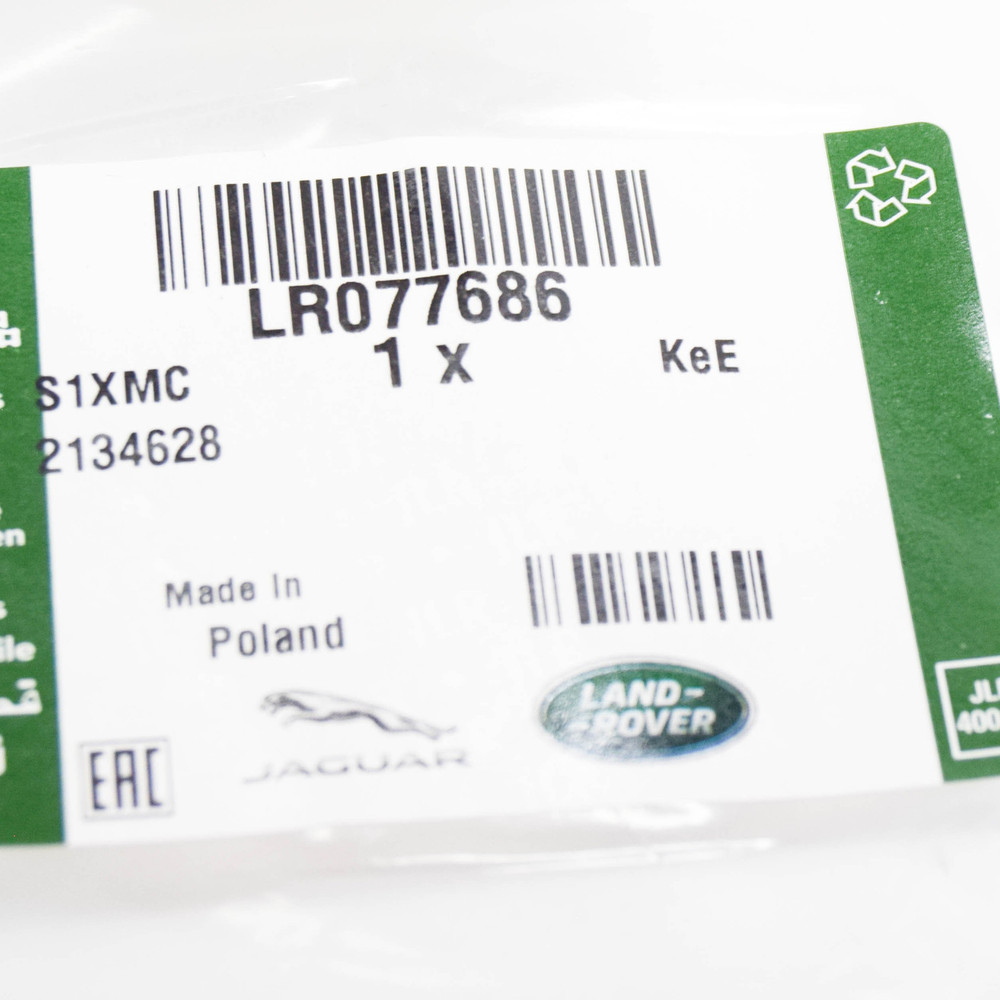 LR077686
1 x
KeE
S1XMC
2134628
Made In
Poland
JAGUAR
LAND-
ROVER
EAC